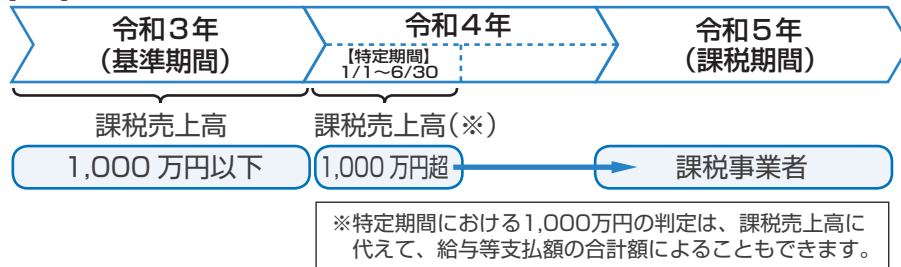 令和3年
(基準期間)
令和4年
【特定期間】
1/1〜6/30
令和5年
(課税期間)
課税売上高
課税売上高(※)
1,000 万円以下
1,000 万円超
課税事業者
※特定期間における1,000万円の判定は、課税売上高に
代えて、給与等支払額の合計額によることもできます。